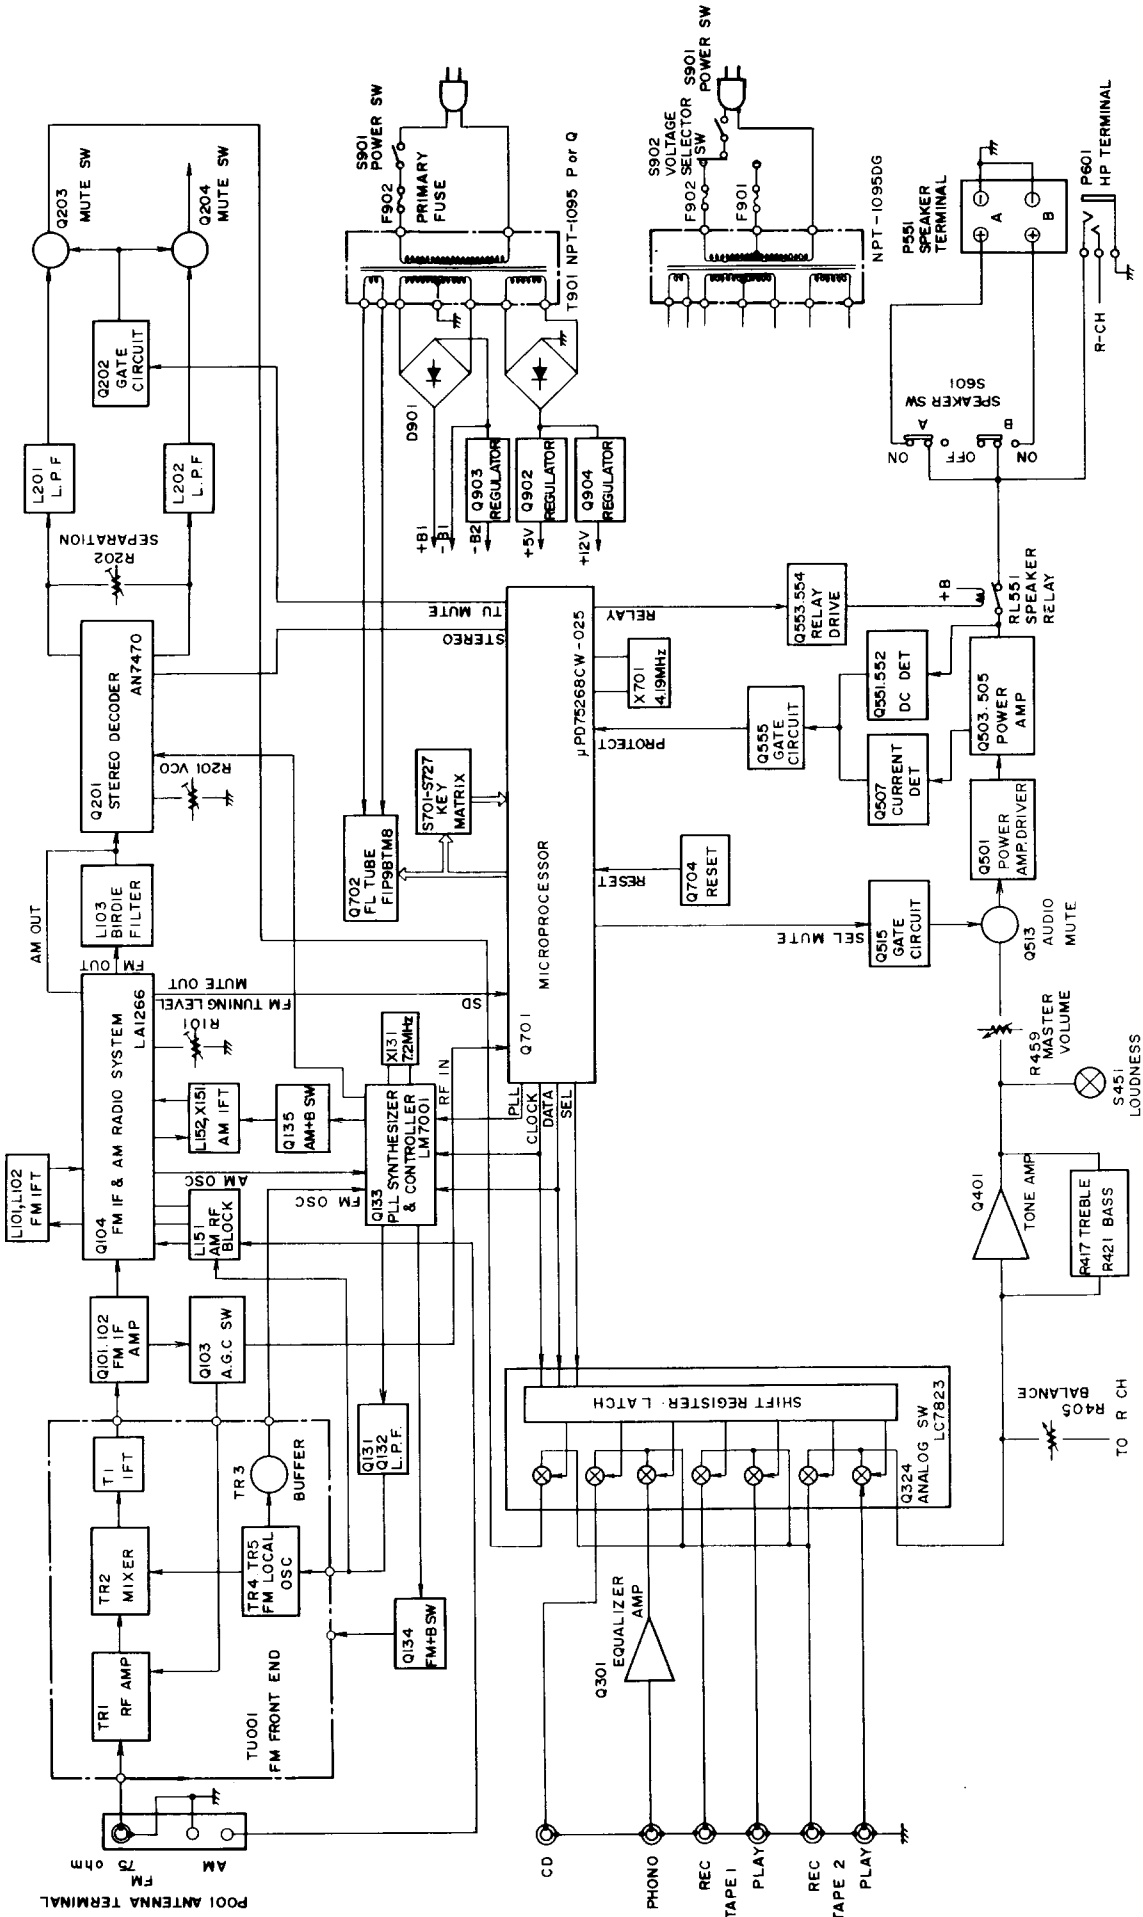 P001 ANTENNA TERMINAL
FM
75 ohm
AM
TU001
FM FRONT END
TR1
RF AMP
TR2
MIXER
T1
IFT
TR4, TR5
FM LOCAL
OSC
TR3
BUFFER
Q101.102
FM IF
AMP
Q103
A.G.C SW
L101,L102
FM IFT
Q104
FM IF & AM RADIO SYSTEM
LA1266
L151
AM RF
BLOCK
AM OSC
FM OSC
L152,X151
AM IFT
Q135
AM+B SW
R101
FM TUNING LEVEL
MUTE OUT
SD
FM OUT
AM OUT
L103
BIRDIE
FILTER
Q201
STEREO DECODER
AN7470
R201 VCO
R202
SEPARATION
L201
L.P.F
L202
L.P.F
Q202
GATE
CIRCUIT
Q203
MUTE SW
Q204
MUTE SW
Q131
Q132
L.P.F.
Q134
FM+B SW
Q133
PLL SYNTHESIZER
& CONTROLLER
LM7001
X131
7.2MHz
RF IN
PLL
CLOCK
DATA
SEL
Q701
MICROPROCESSOR
μPD75268CW-025
STEREO
TU MUTE
Q702
FL TUBE
FIP9BTM8
S701-S727
KEY
MATRIX
SEL MUTE
RESET
Q704
RESET
PROTECT
X701
4.19MHz
RELAY
+B1
-B1
-B2
+5V
+12V
Q903
REGULATOR
Q902
REGULATOR
Q904
REGULATOR
D901
T901 NPT-1095 P or Q
F902
S901
POWER SW
PRIMARY
FUSE
S902
VOLTAGE
SELECTOR
SW
S901
POWER SW
F902
F901
NPT-1095DG
CD
PHONO
REC
TAPE 1
PLAY
REC
TAPE 2
PLAY
Q301
EQUALIZER
AMP
SHIFT REGISTER·LATCH
Q324
ANALOG SW
LC7823
R405
BALANCE
TO R CH
Q401
TONE AMP
R417 TREBLE
R421 BASS
S451
LOUDNESS
R459
MASTER
VOLUME
Q513
AUDIO
MUTE
Q515
GATE
CIRCUIT
Q501
POWER
AMP.DRIVER
Q503.505
POWER
AMP
Q507
CURRENT
DET
Q551.552
DC DET
Q555
GATE
CIRCUIT
Q553.554
RELAY
DRIVE
+B
RL551
SPEAKER
RELAY
SPEAKER SW
S601
ON
A
OFF
B
ON
P551
SPEAKER
TERMINAL
A
B
R-CH
P601
HP TERMINAL